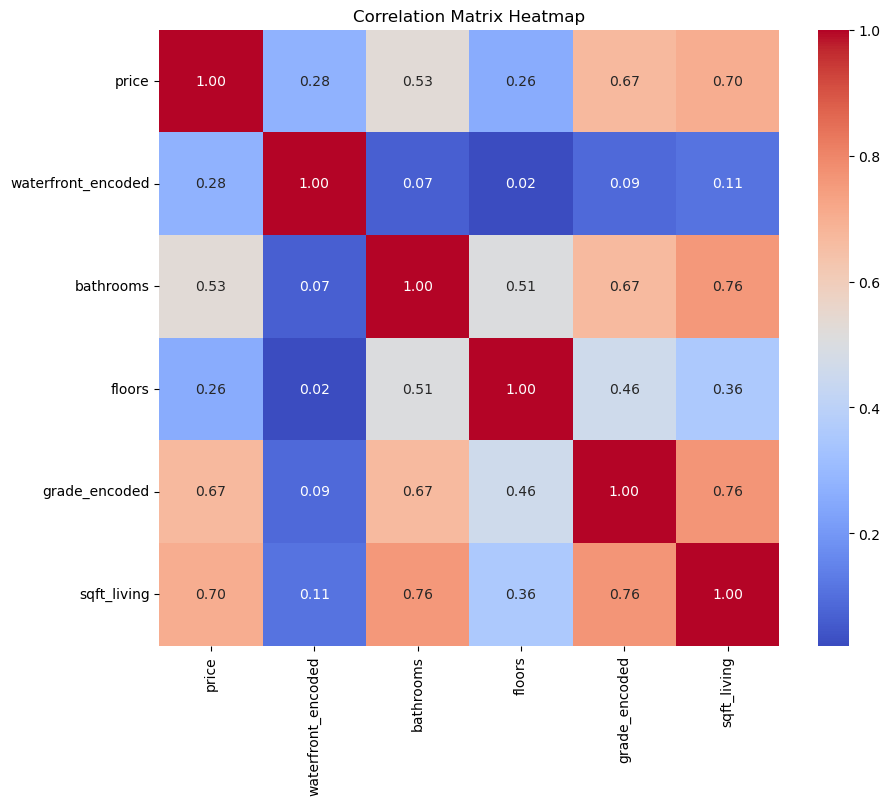 Correlation Matrix Heatmap
price 1.00 0.28 0.53 0.26 0.67 0.70
waterfront_encoded 0.28 1.00 0.07 0.02 0.09 0.11
bathrooms 0.53 0.07 1.00 0.51 0.67 0.76
floors 0.26 0.02 0.51 1.00 0.46 0.36
grade_encoded 0.67 0.09 0.67 0.46 1.00 0.76
sqft_living 0.70 0.11 0.76 0.36 0.76 1.00
price
waterfront_encoded
bathrooms
floors
grade_encoded
sqft_living
1.0
0.8
0.6
0.4
0.2